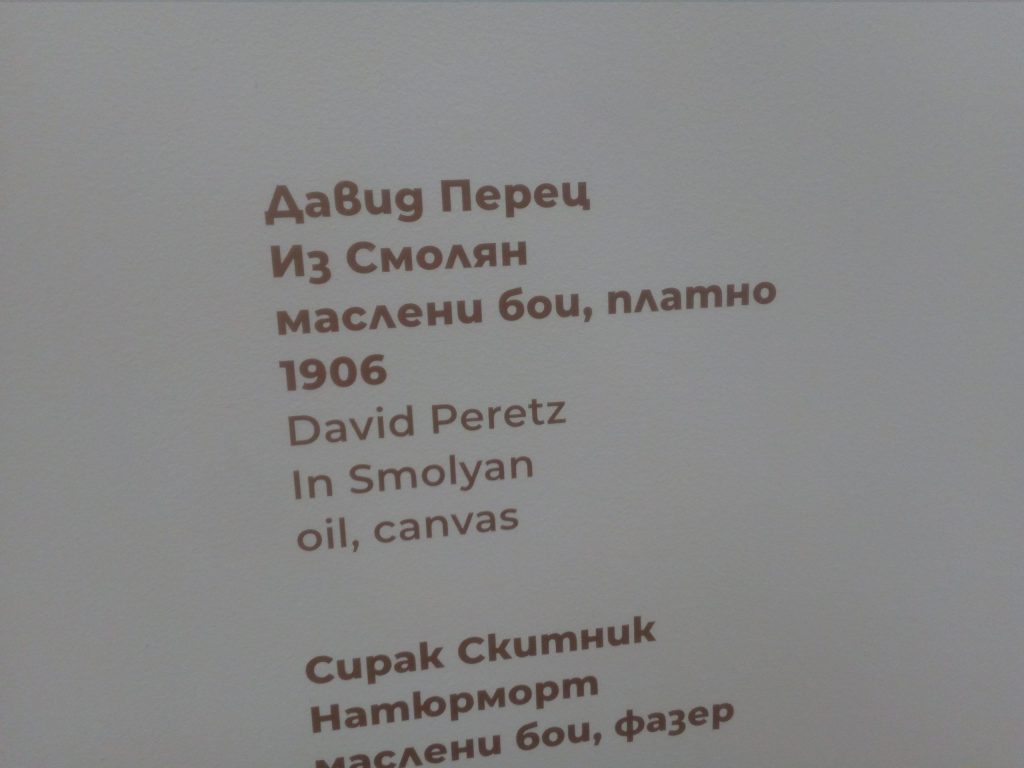 Давид Перец
Из Смолян
маслени бои, платно
1906
David Peretz
In Smolyan
oil, canvas
Сирак Скитник
Натюрморт
маслени бои, фазер